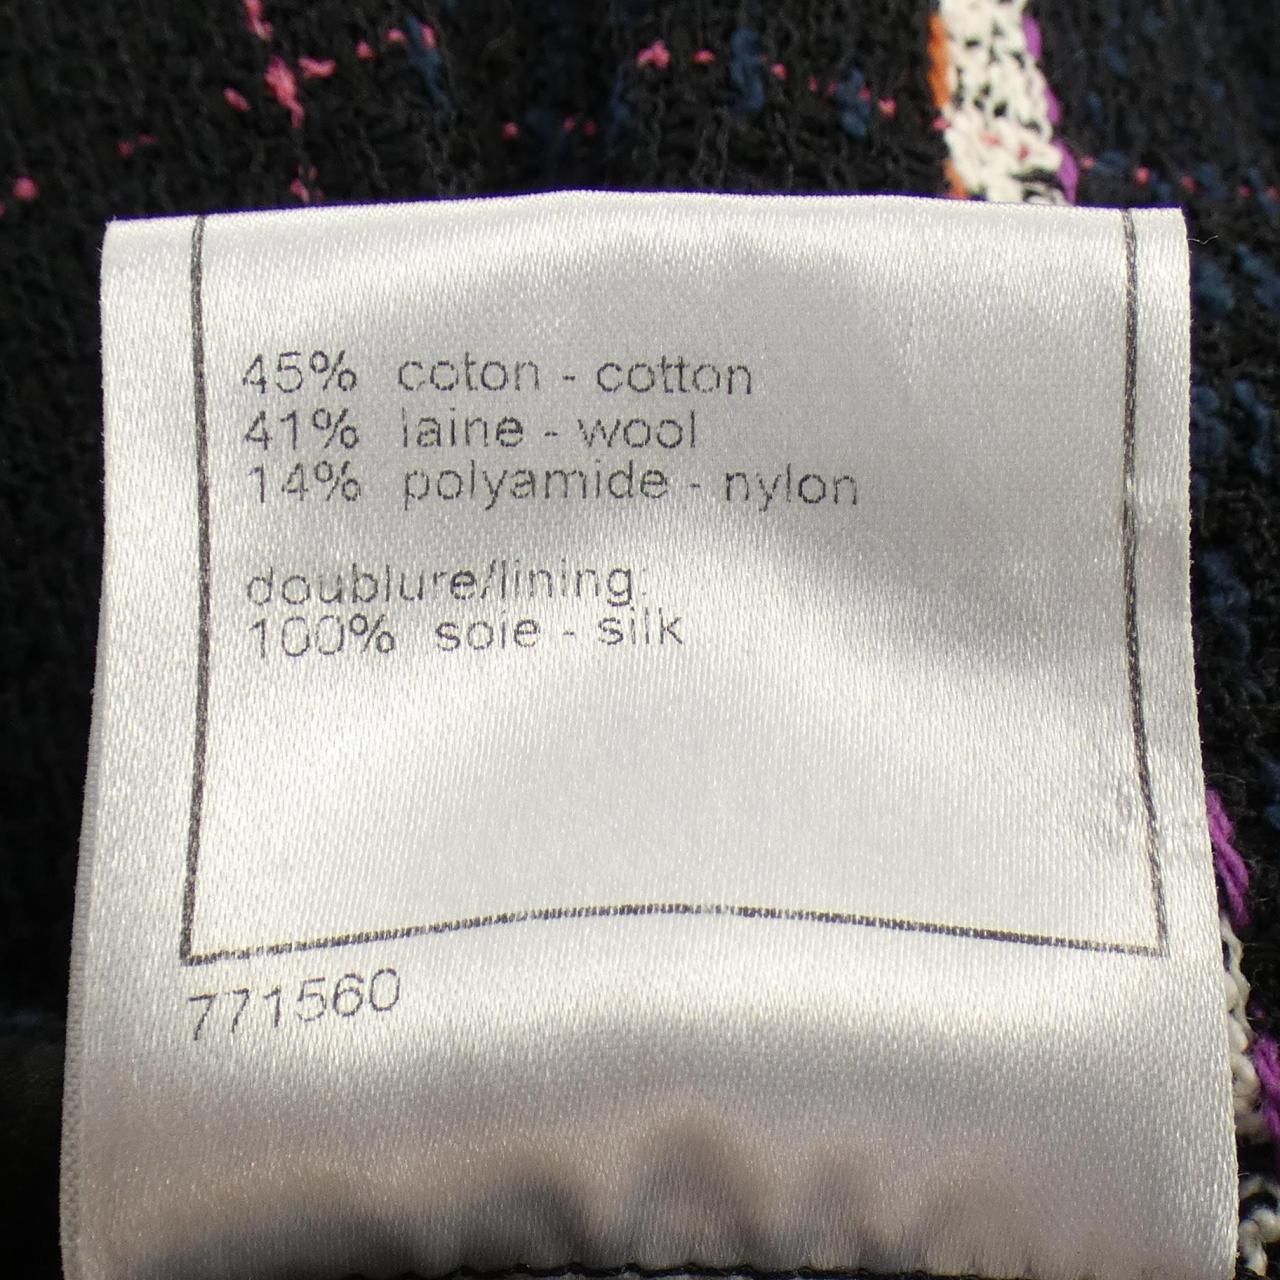 45% coton - cotton
41% laine - wool
14% polyamide - nylon
doublure/lining:
100% soie - silk
771560